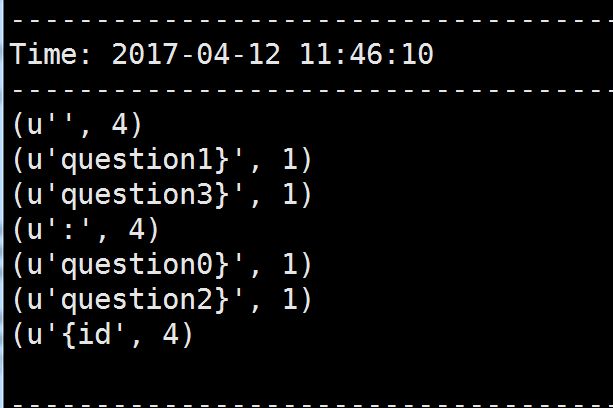 -------------------------------------
Time: 2017-04-12 11:46:10
-------------------------------------
(u'', 4)
(u'question1}', 1)
(u'question3}', 1)
(u':', 4)
(u'question0}', 1)
(u'question2}', 1)
(u'{id', 4)
-------------------------------------